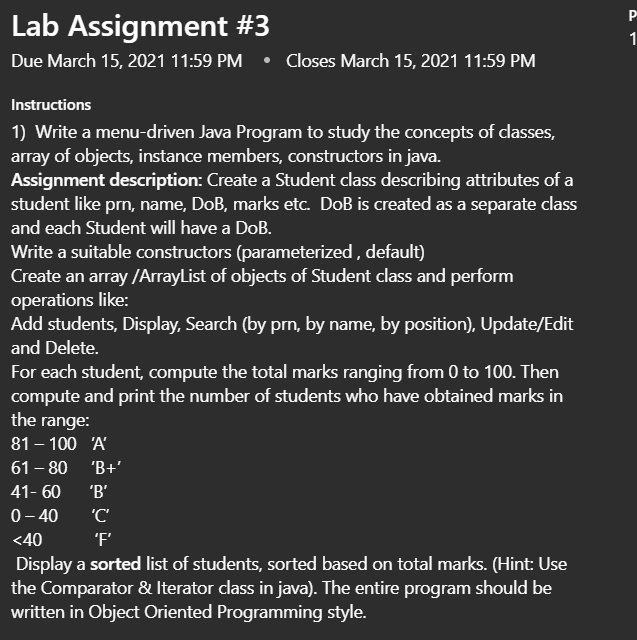 Lab Assignment #3
P
Due March 15, 2021 11:59 PM • Closes March 15, 2021 11:59 PM
1
Instructions
1) Write a menu-driven Java Program to study the concepts of classes,
array of objects, instance members, constructors in java.
Assignment description: Create a Student class describing attributes of a
student like prn, name, DoB, marks etc. DoB is created as a separate class
and each Student will have a DoB.
Write a suitable constructors (parameterized , default)
Create an array /ArrayList of objects of Student class and perform
operations like:
Add students, Display, Search (by prn, by name, by position), Update/Edit
and Delete.
For each student, compute the total marks ranging from 0 to 100. Then
compute and print the number of students who have obtained marks in
the range:
81 – 100 ‘A’
61 – 80 ‘B+’
41- 60 ‘B’
0 – 40 ‘C’
<40 ‘F’
Display a sorted list of students, sorted based on total marks. (Hint: Use
the Comparator & Iterator class in java). The entire program should be
written in Object Oriented Programming style.